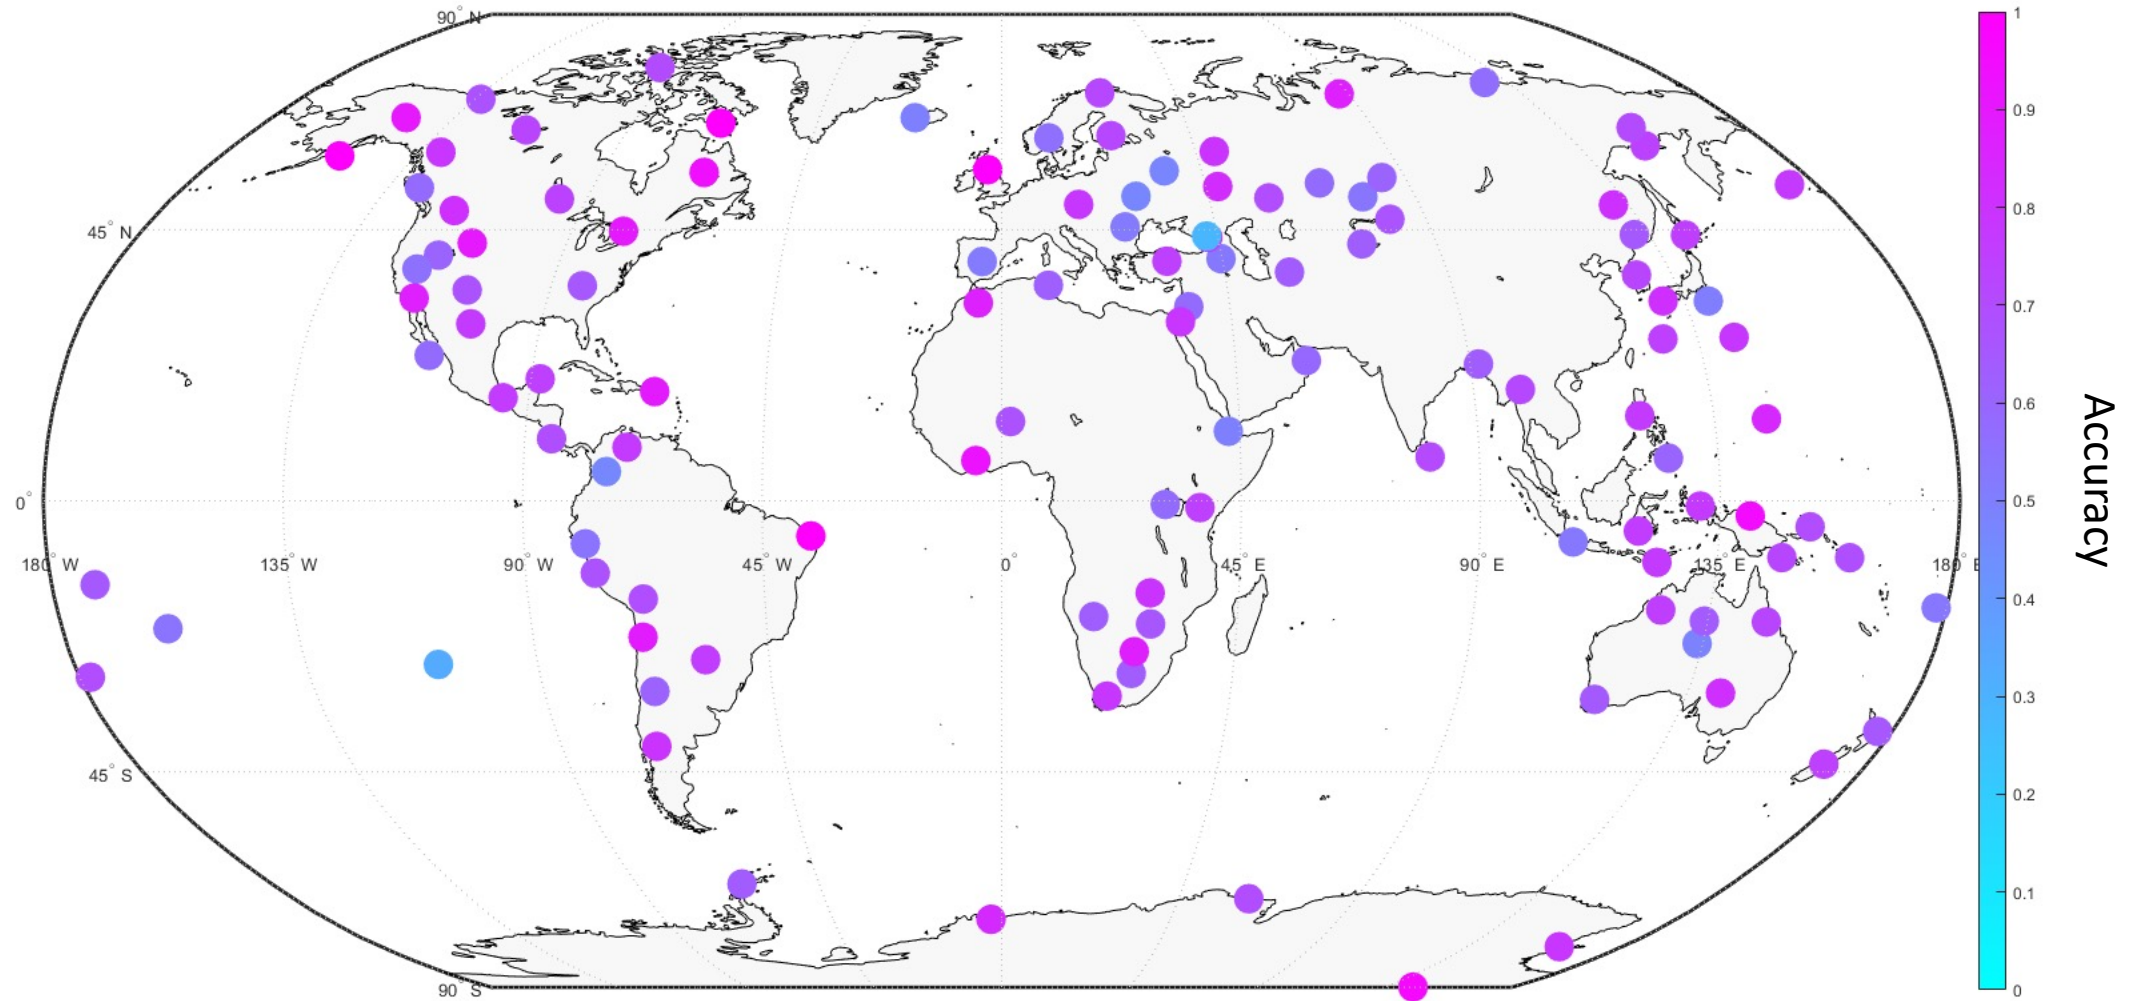 90° N
45° N
0°
180° W
135° W
90° W
45° W
0°
45° E
90° E
135° E
180° E
45° S
90° S
1
0.9
0.8
0.7
0.6
0.5
0.4
0.3
0.2
0.1
0
Accuracy